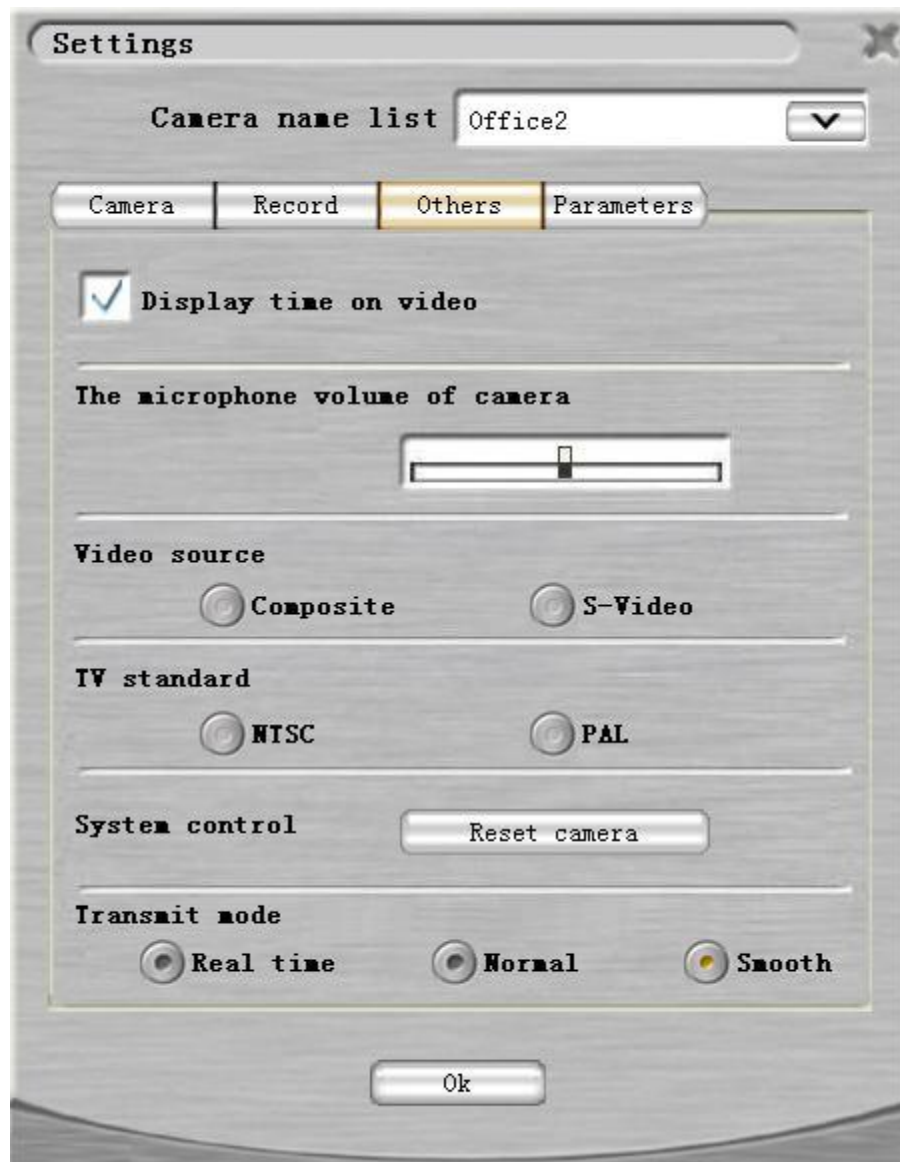 Settings
Camera name list Office2
Camera Record Others Parameters
Display time on video
The microphone volume of camera
Video source
Composite S-Video
TV standard
NTSC PAL
System control Reset camera
Transmit mode
Real time Normal Smooth
Ok